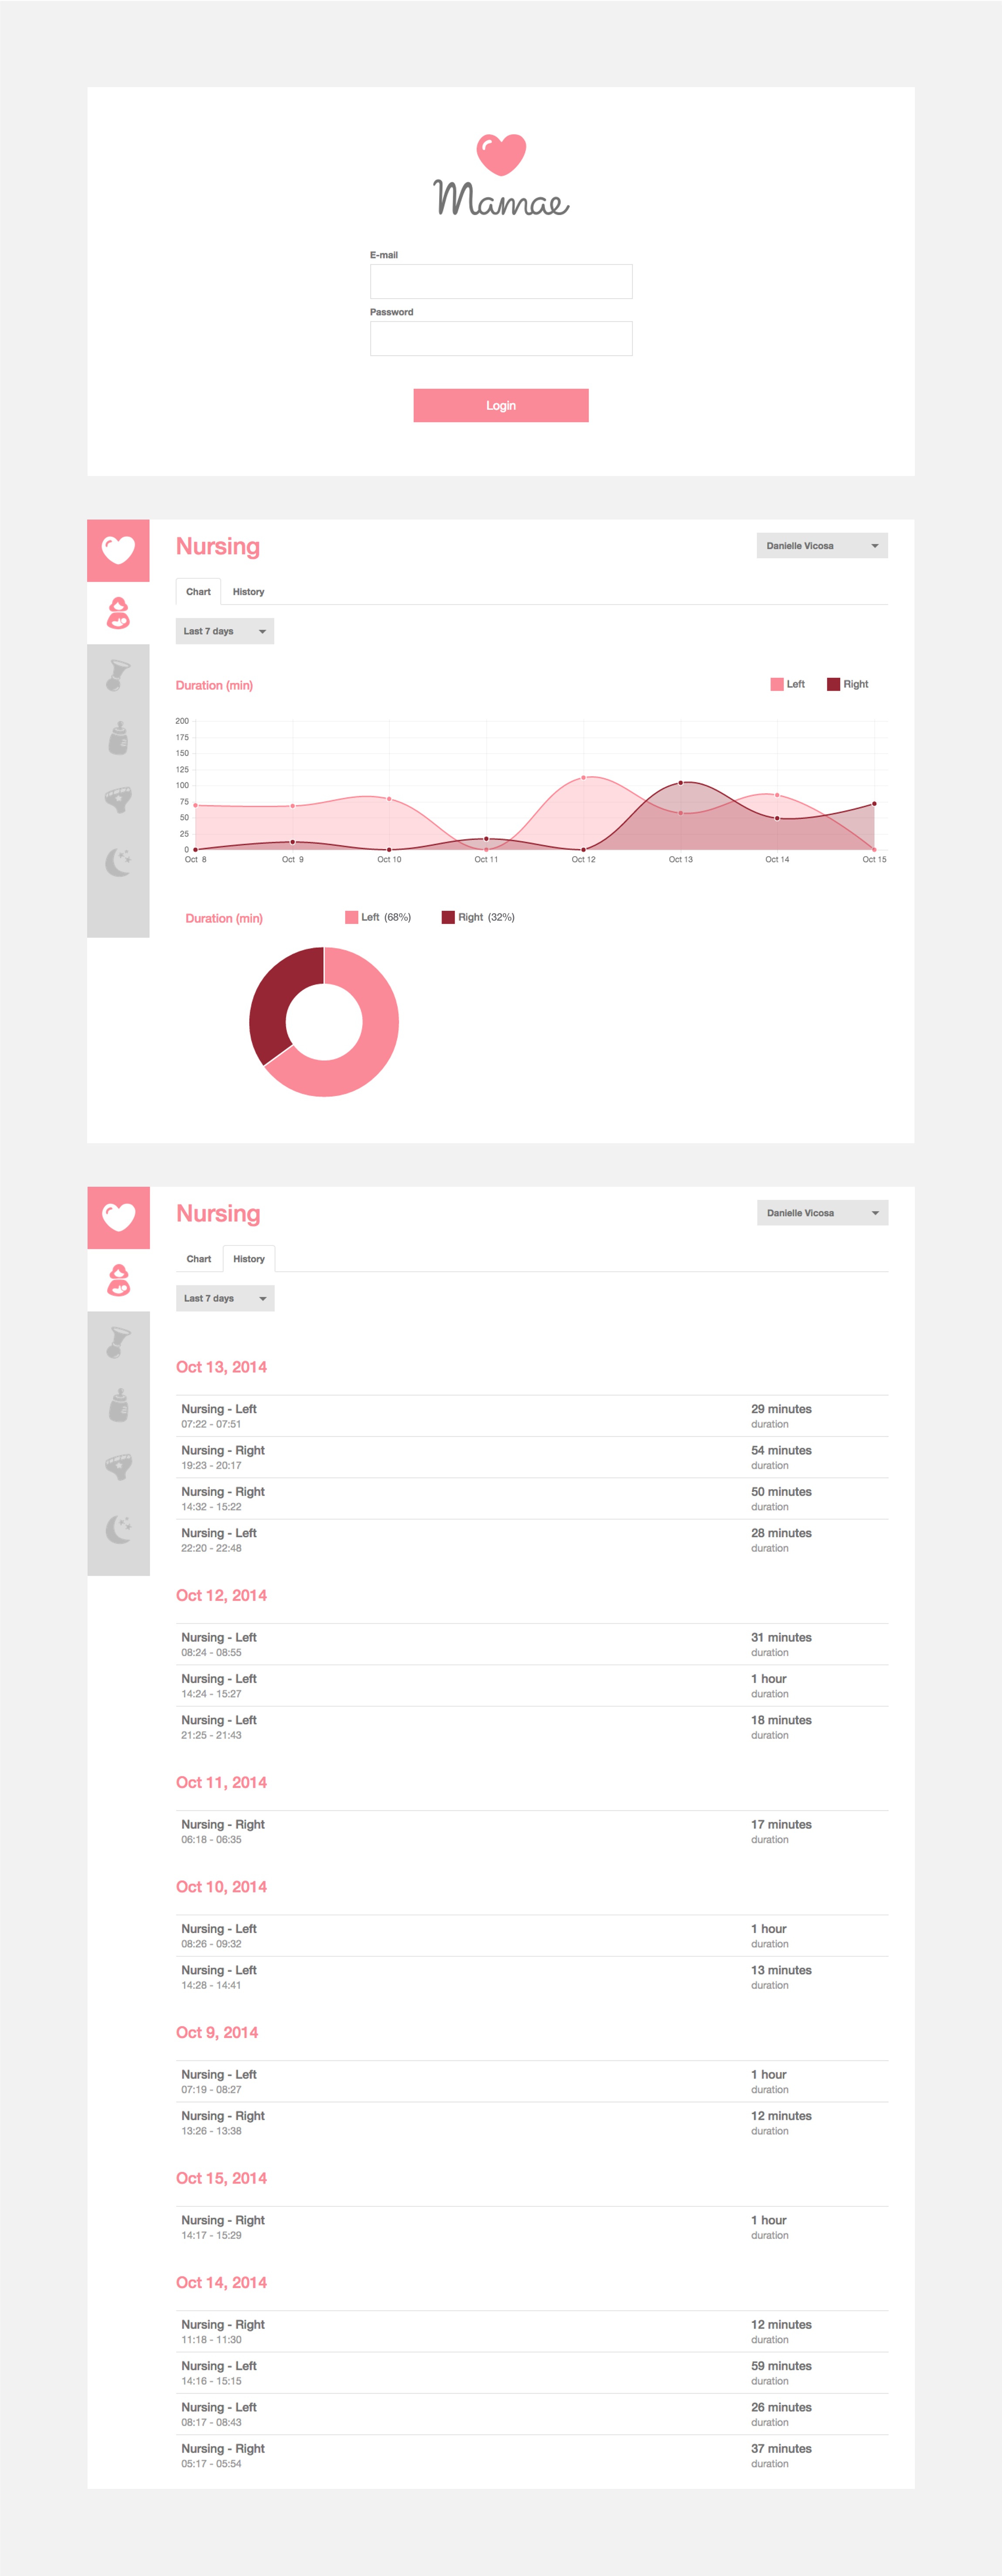 Mamae
E-mail
Password
Login
Nursing
Danielle Vicosa
Chart History
Last 7 days
Duration (min)
Left Right
200
175
150
125
100
75
50
25
0
Oct 8 Oct 9 Oct 10 Oct 11 Oct 12 Oct 13 Oct 14 Oct 15
Duration (min) Left (68%) Right (32%)
Nursing
Danielle Vicosa
Chart History
Last 7 days
Oct 13, 2014
Nursing - Left 29 minutes
07:22 - 07:51 duration
Nursing - Right 54 minutes
19:23 - 20:17 duration
Nursing - Right 50 minutes
14:32 - 15:22 duration
Nursing - Left 28 minutes
22:20 - 22:48 duration
Oct 12, 2014
Nursing - Left 31 minutes
08:24 - 08:55 duration
Nursing - Left 1 hour
14:24 - 15:27 duration
Nursing - Left 18 minutes
21:25 - 21:43 duration
Oct 11, 2014
Nursing - Right 17 minutes
06:18 - 06:35 duration
Oct 10, 2014
Nursing - Left 1 hour
08:26 - 09:32 duration
Nursing - Left 13 minutes
14:28 - 14:41 duration
Oct 9, 2014
Nursing - Left 1 hour
07:19 - 08:27 duration
Nursing - Right 12 minutes
13:26 - 13:38 duration
Oct 15, 2014
Nursing - Right 1 hour
14:17 - 15:29 duration
Oct 14, 2014
Nursing - Right 12 minutes
11:18 - 11:30 duration
Nursing - Left 59 minutes
14:16 - 15:15 duration
Nursing - Left 26 minutes
08:17 - 08:43 duration
Nursing - Right 37 minutes
05:17 - 05:54 duration